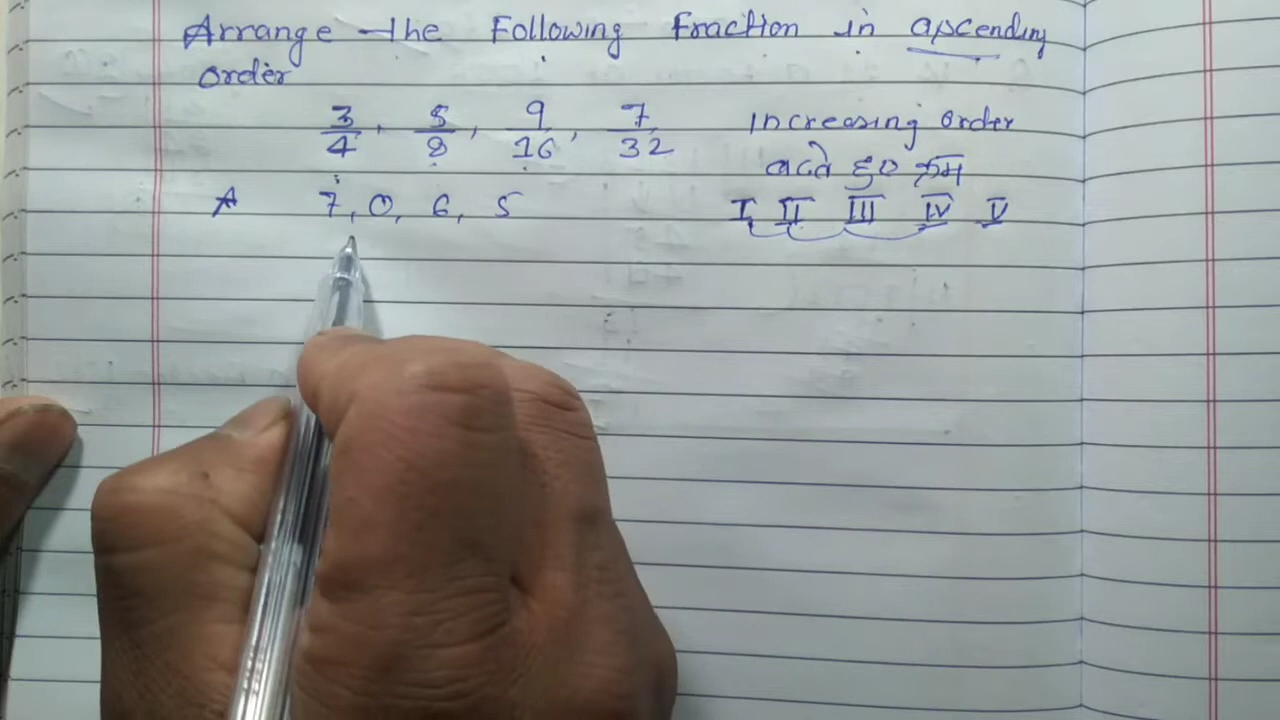 Arrange the Following Fraction in ascending
order
3/4, 5/8, 9/16, 7/32
Increasing order
बढते हुए क्रम
A 7, 0, 6, 5
I II III IV V